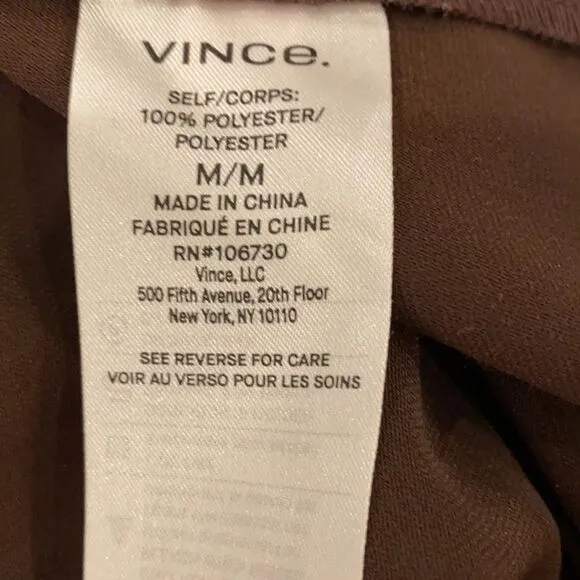 VINCe.
SELF/CORPS:
100% POLYESTER/
POLYESTER
M/M
MADE IN CHINA
FABRIQUÉ EN CHINE
RN#106730
Vince, LLC
500 Fifth Avenue, 20th Floor
New York, NY 10110
SEE REVERSE FOR CARE
VOIR AU VERSO POUR LES SOINS